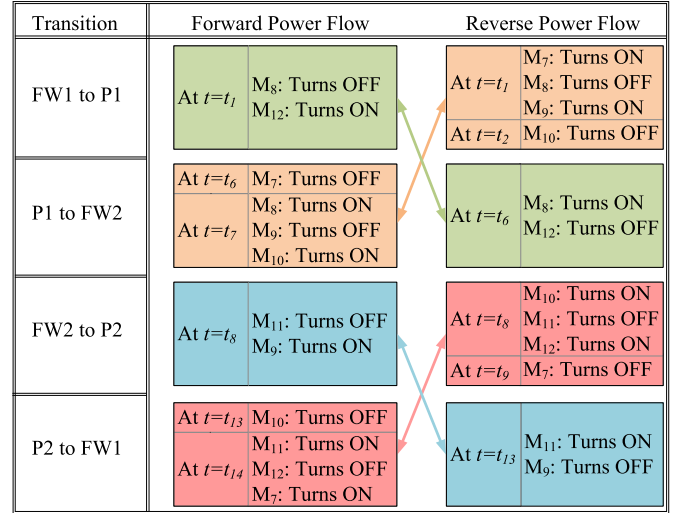 Transition Forward Power Flow Reverse Power Flow
FW1 to P1
At t=t₁
M₈: Turns OFF
M₁₂: Turns ON
At t=t₁
M₇: Turns ON
M₈: Turns OFF
M₉: Turns ON
At t=t₂ M₁₀: Turns OFF
P1 to FW2
At t=t₆ M₇: Turns OFF
At t=t₇
M₈: Turns ON
M₉: Turns OFF
M₁₀: Turns ON
At t=t₆
M₈: Turns ON
M₁₂: Turns OFF
FW2 to P2
At t=t₈
M₁₁: Turns OFF
M₉: Turns ON
At t=t₈
M₁₀: Turns ON
M₁₁: Turns OFF
M₁₂: Turns ON
At t=t₉ M₇: Turns OFF
P2 to FW1
At t=t₁₃ M₁₀: Turns OFF
At t=t₁₄
M₁₁: Turns ON
M₁₂: Turns OFF
M₇: Turns ON
At t=t₁₃
M₁₁: Turns ON
M₉: Turns OFF